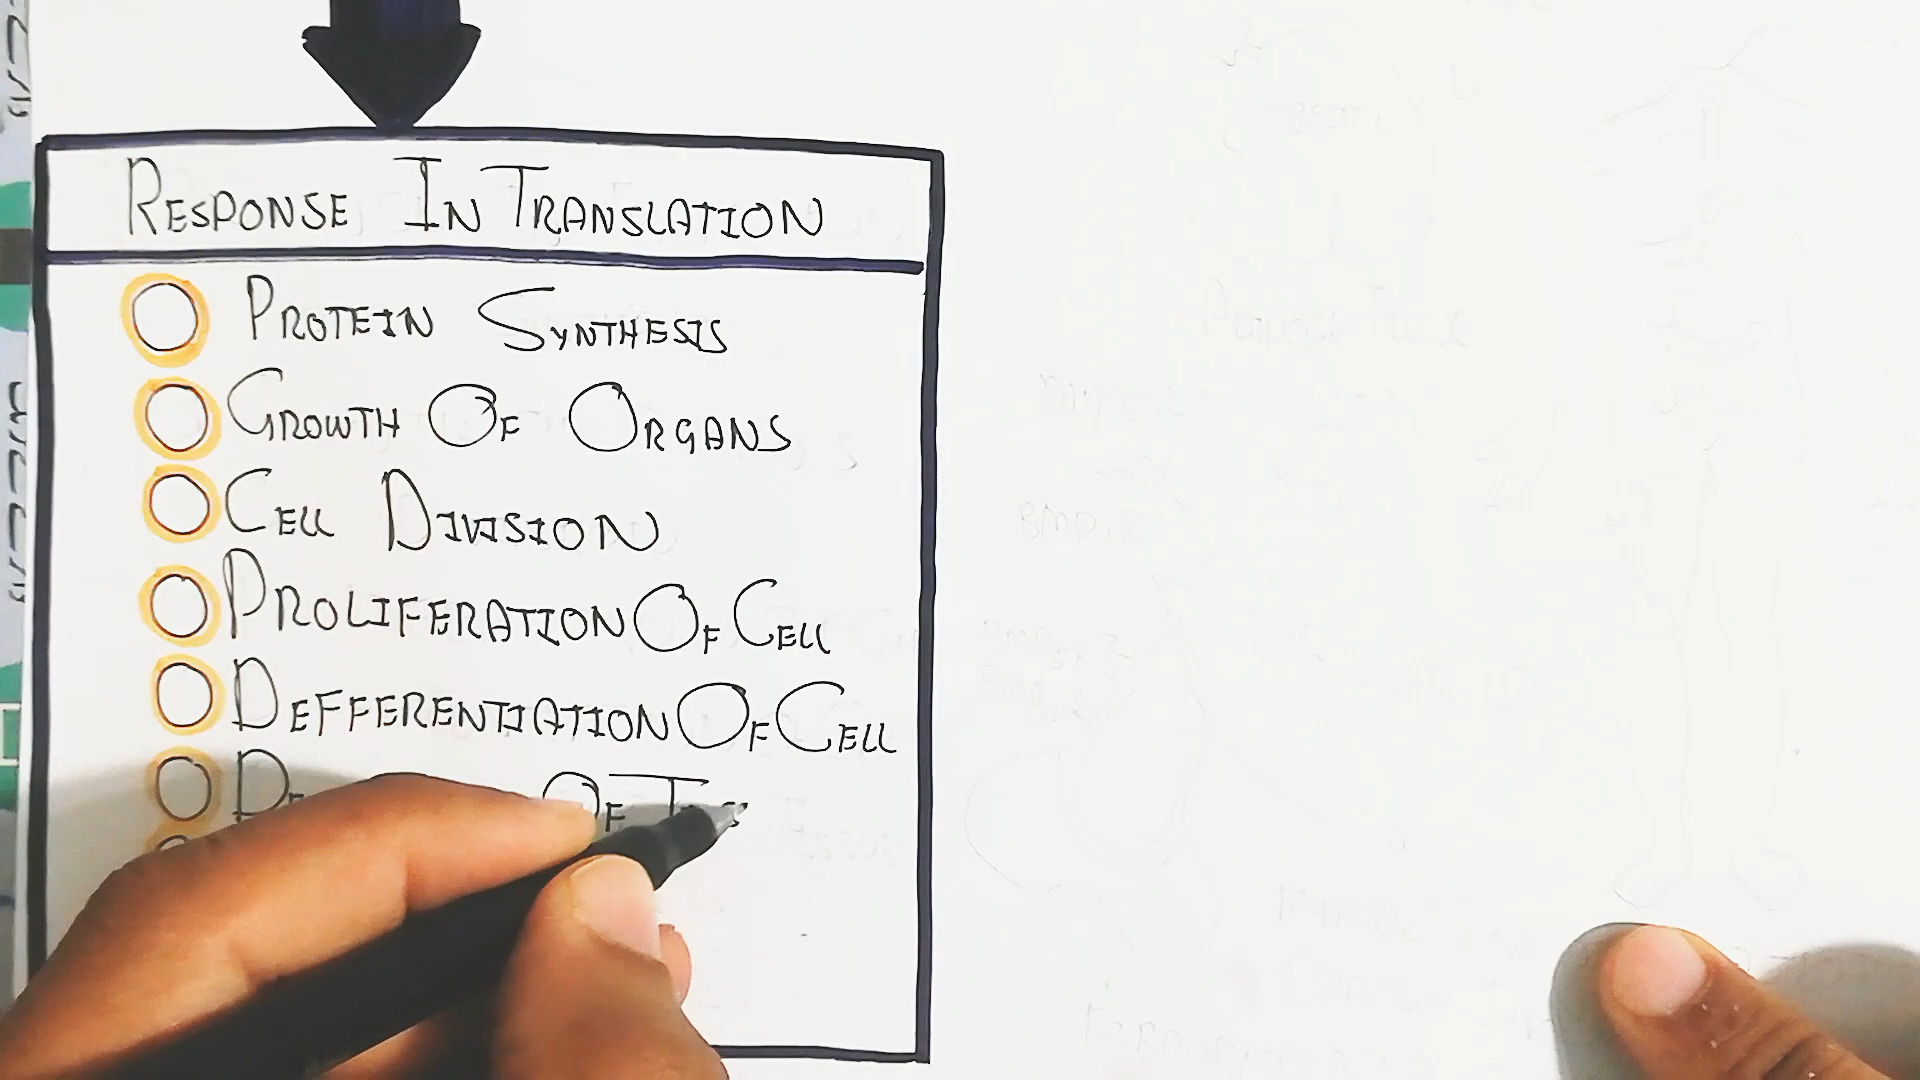 RESPONSE IN TRANSLATION
PROTEIN SYNTHESIS
GROWTH OF ORGANS
CELL DIVISION
PROLIFERATION OF CELL
DEFFERENTIATION OF CELL
OF